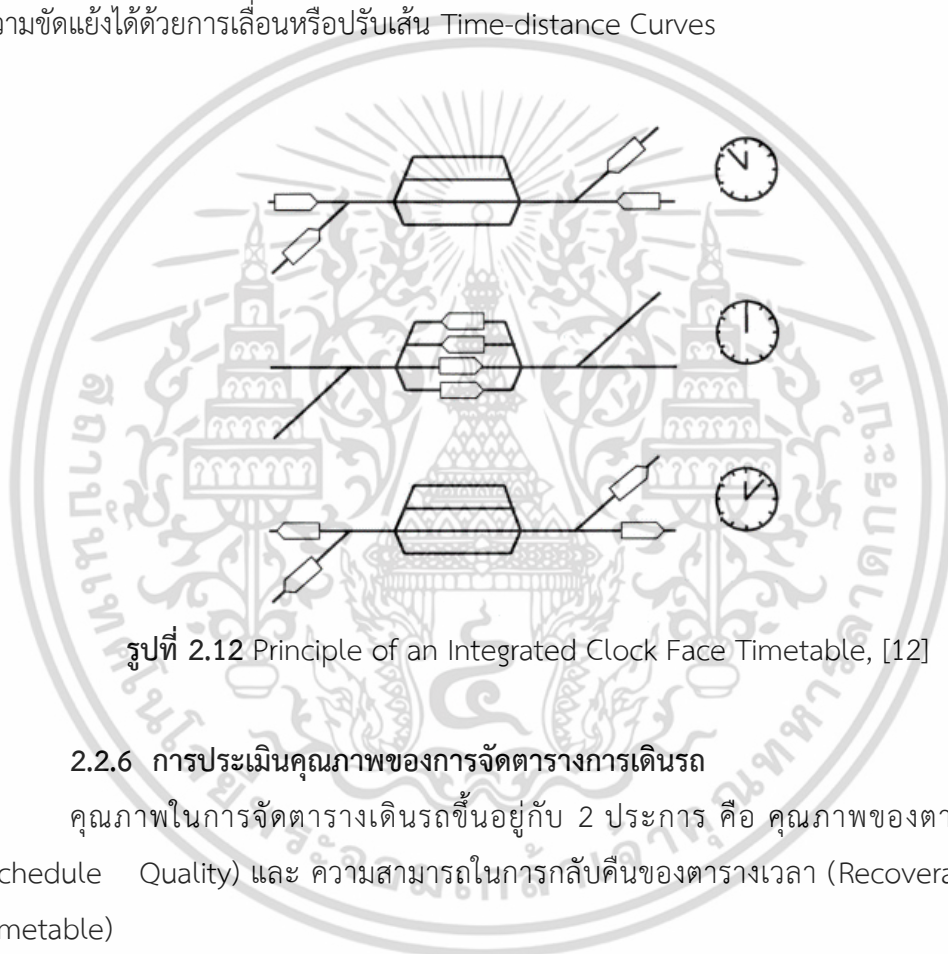 วามขัดแย้งได้ด้วยการเลื่อนหรือปรับเส้น Time-distance Curves
รูปที่ 2.12 Principle of an Integrated Clock Face Timetable, [12]
2.2.6 การประเมินคุณภาพของการจัดตารางการเดินรถ
คุณภาพในการจัดตารางเดินรถขึ้นอยู่กับ 2 ประการ คือ คุณภาพของตา
chedule Quality) และ ความสามารถในการกลับคืนของตารางเวลา (Recovera
metable)